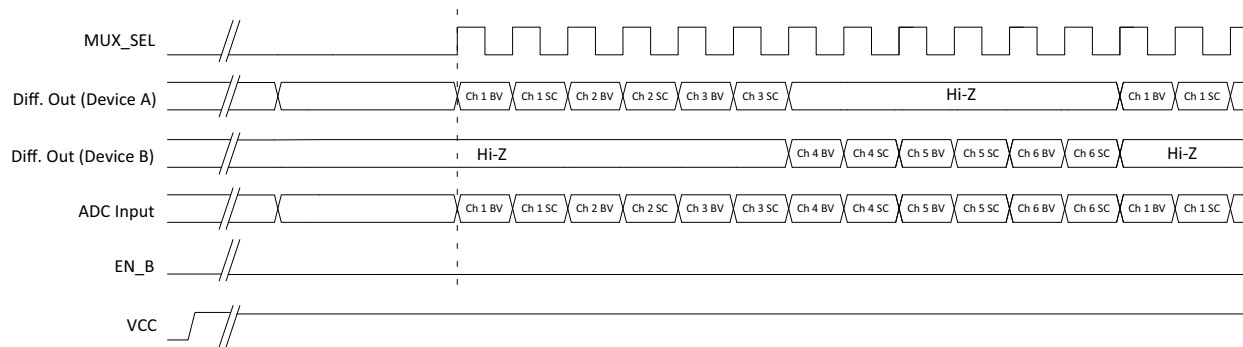 MUX_SEL
Diff. Out (Device A) Ch 1 BV Ch 1 SC Ch 2 BV Ch 2 SC Ch 3 BV Ch 3 SC Hi-Z Ch 1 BV Ch 1 SC
Diff. Out (Device B) Hi-Z Ch 4 BV Ch 4 SC Ch 5 BV Ch 5 SC Ch 6 BV Ch 6 SC Hi-Z
ADC Input Ch 1 BV Ch 1 SC Ch 2 BV Ch 2 SC Ch 3 BV Ch 3 SC Ch 4 BV Ch 4 SC Ch 5 BV Ch 5 SC Ch 6 BV Ch 6 SC Ch 1 BV Ch 1 SC
EN_B
VCC